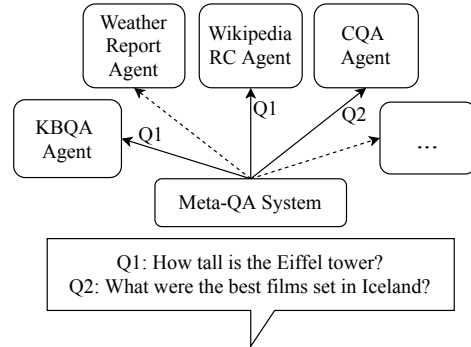 Weather
Report
Agent
Wikipedia
RC Agent
CQA
Agent
KBQA
Agent
Q1
Q1
Q2
...
Meta-QA System
Q1: How tall is the Eiffel tower?
Q2: What were the best films set in Iceland?